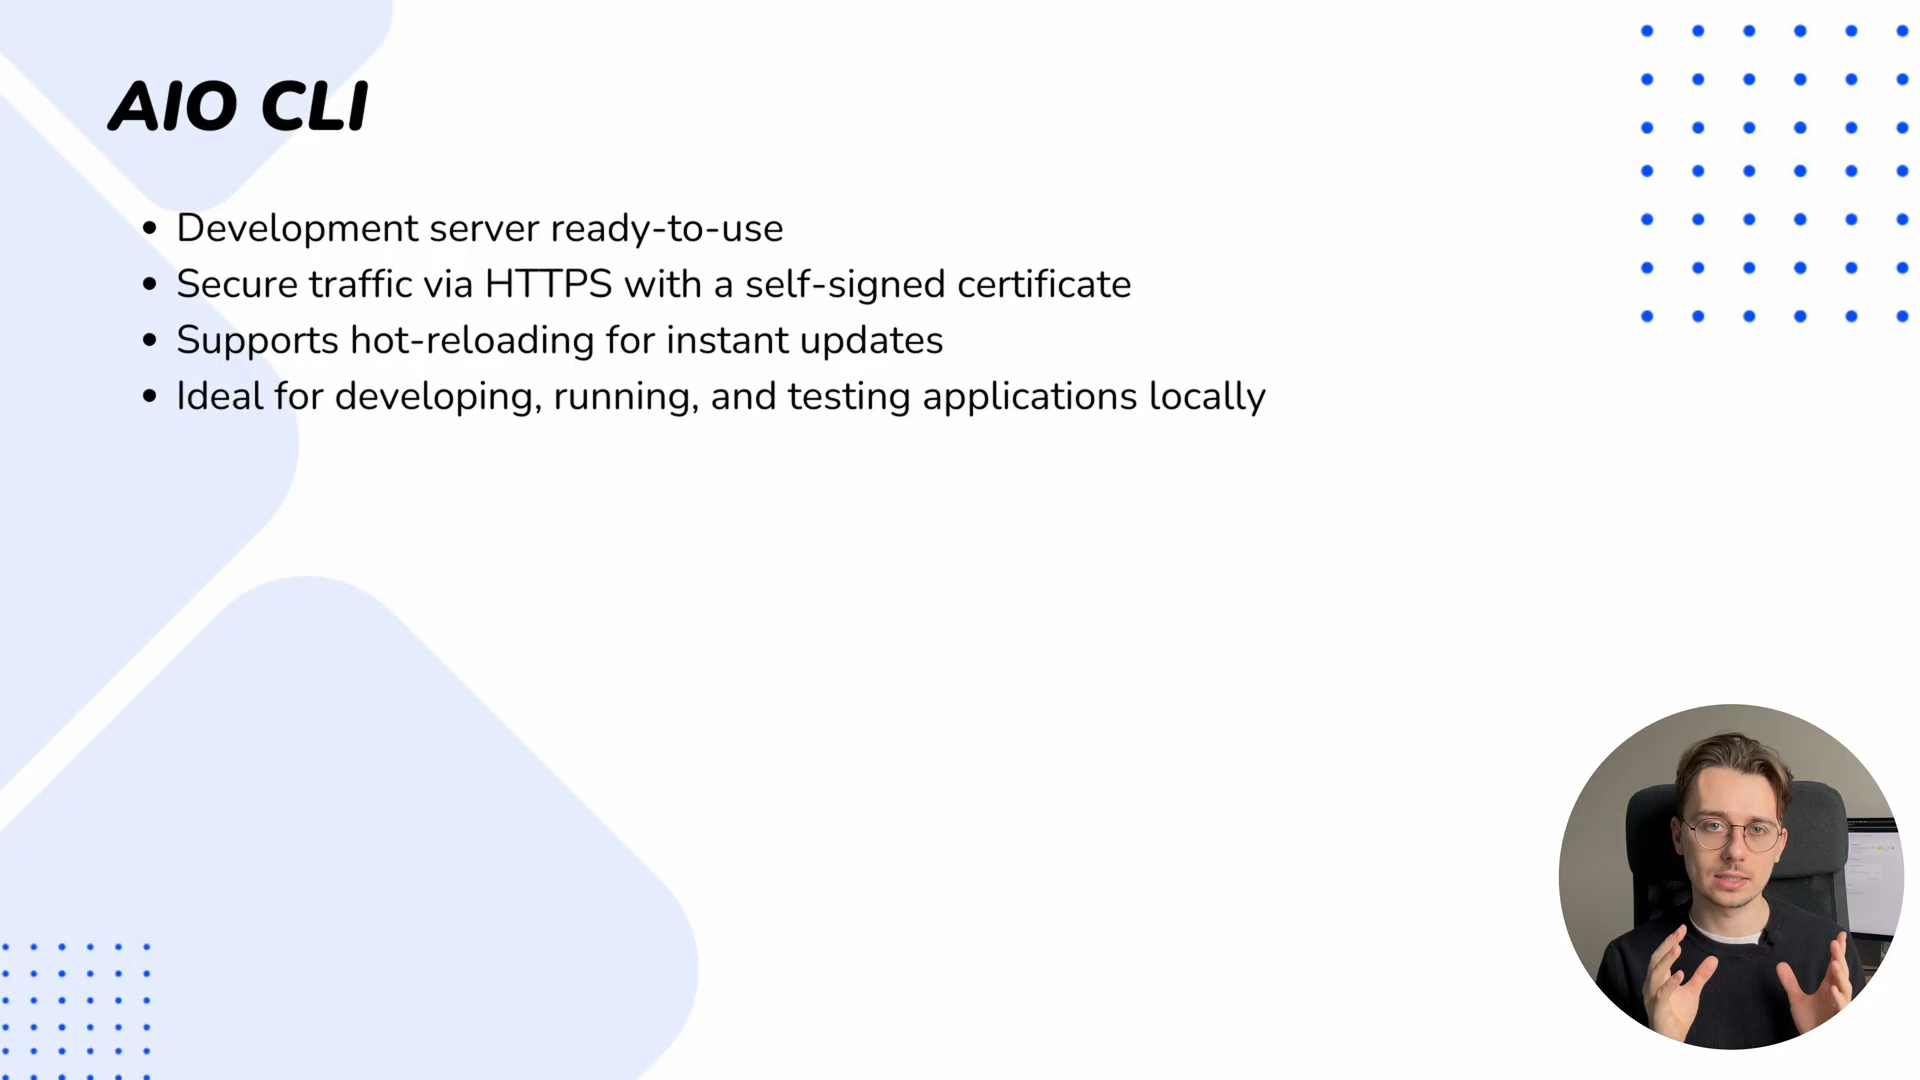 AIO CLI
• Development server ready-to-use
• Secure traffic via HTTPS with a self-signed certificate
• Supports hot-reloading for instant updates
• Ideal for developing, running, and testing applications locally